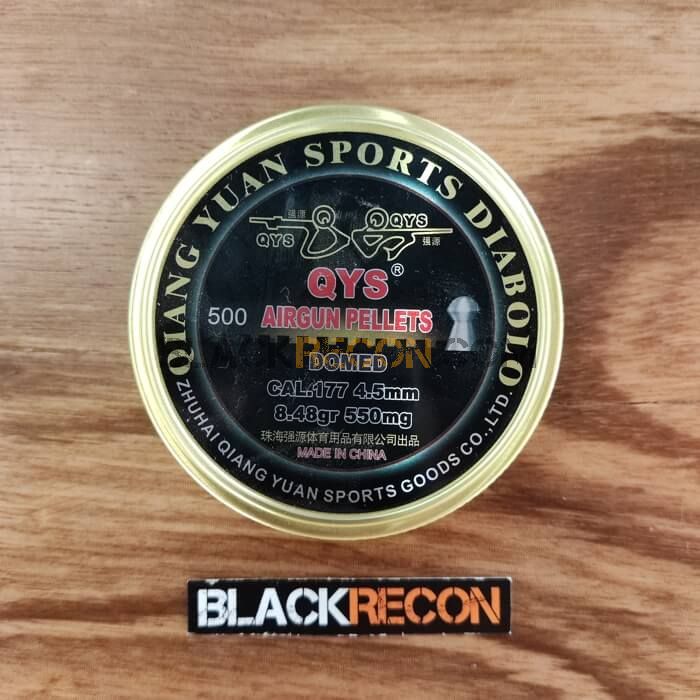 QIANG YUAN SPORTS DIABOLO
强源
QYS
QYS
强源
QYS®
500
AIRGUN PELLETS
BLACKRECON.COM
DOMED
CAL.177 4.5mm
8.48gr 550mg
珠海强源体育用品有限公司出品
MADE IN CHINA
ZHUHAI QIANG YUAN SPORTS GOODS CO.,LTD.
BLACKRECON